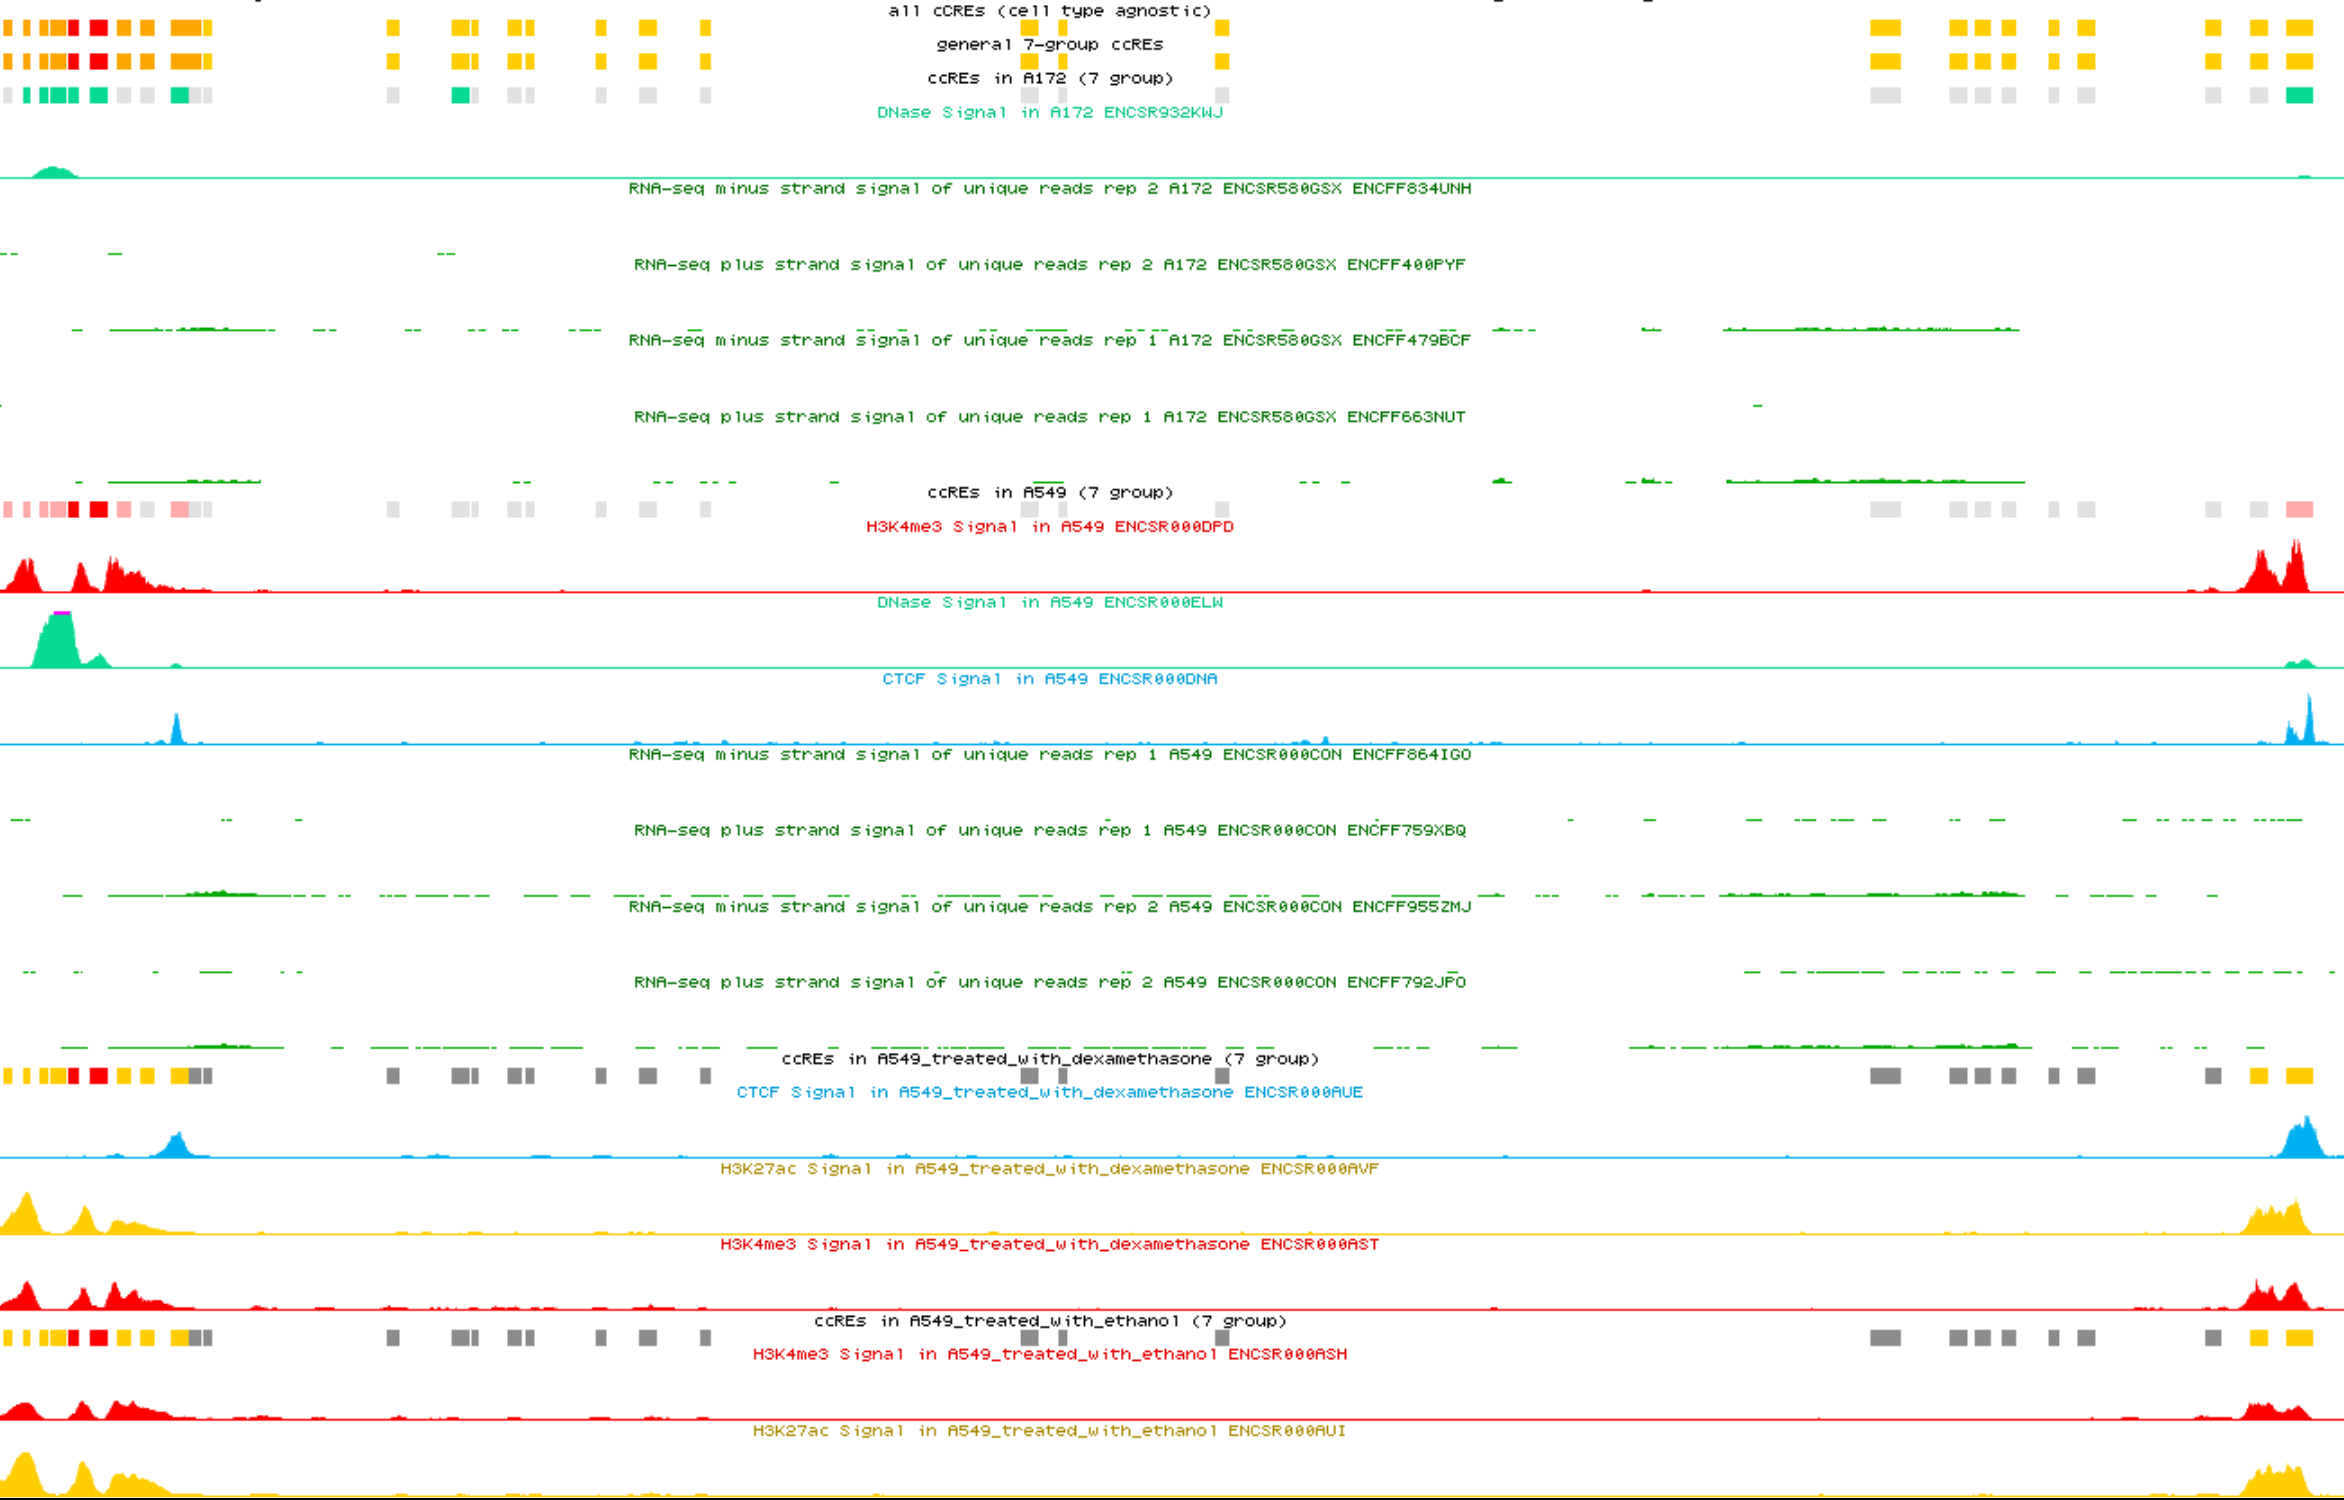 all cCREs (cell type agnostic)
general 7-group ccREs
ccREs in A172 (7 group)
DNase Signal in A172 ENCSR932KWJ
RNA-seq minus strand signal of unique reads rep 2 A172 ENCSR580GSX ENCFF834UNH
RNA-seq plus strand signal of unique reads rep 2 A172 ENCSR580GSX ENCFF400PYF
RNA-seq minus strand signal of unique reads rep 1 A172 ENCSR580GSX ENCFF479BCF
RNA-seq plus strand signal of unique reads rep 1 A172 ENCSR580GSX ENCFF663NUT
ccREs in A549 (7 group)
H3K4me3 Signal in A549 ENCSR000DPD
DNase Signal in A549 ENCSR000ELW
CTCF Signal in A549 ENCSR000DNA
RNA-seq minus strand signal of unique reads rep 1 A549 ENCSR000CON ENCFF864IGO
RNA-seq plus strand signal of unique reads rep 1 A549 ENCSR000CON ENCFF759XBQ
RNA-seq minus strand signal of unique reads rep 2 A549 ENCSR000CON ENCFF955ZMJ
RNA-seq plus strand signal of unique reads rep 2 A549 ENCSR000CON ENCFF792JPO
ccREs in A549_treated_with_dexamethasone (7 group)
CTCF Signal in A549_treated_with_dexamethasone ENCSR000AUE
H3K27ac Signal in A549_treated_with_dexamethasone ENCSR000AVF
H3K4me3 Signal in A549_treated_with_dexamethasone ENCSR000AST
ccREs in A549_treated_with_ethanol (7 group)
H3K4me3 Signal in A549_treated_with_ethanol ENCSR000ASH
H3K27ac Signal in A549_treated_with_ethanol ENCSR000AUI